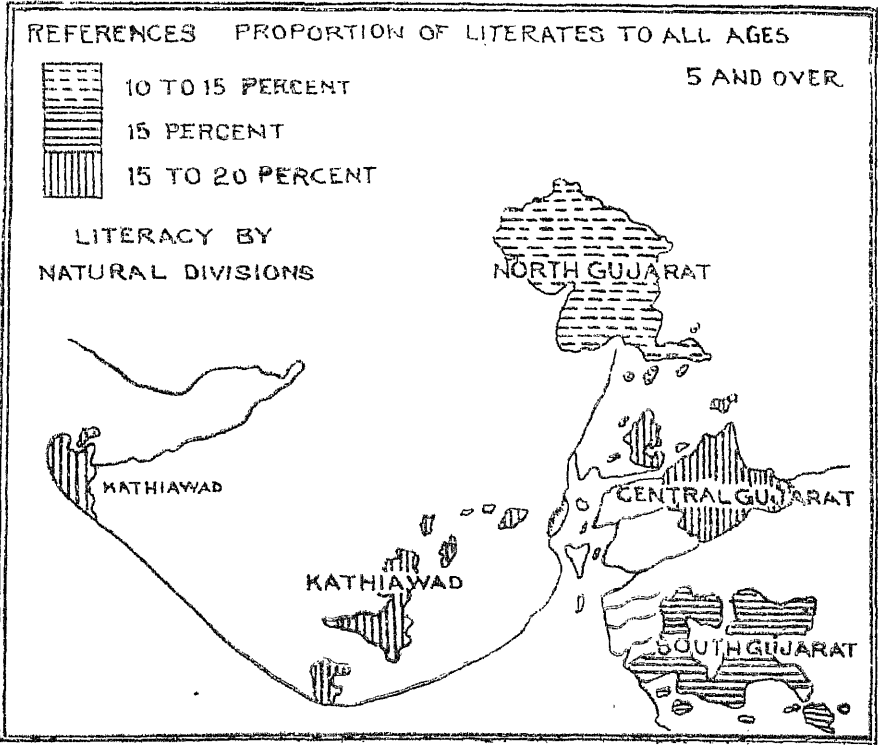 REFERENCES PROPORTION OF LITERATES TO ALL AGES
5 AND OVER
10 TO 15 PERCENT
15 PERCENT
15 TO 20 PERCENT
LITERACY BY
NATURAL DIVISIONS
NORTH GUJARAT
KATHIAWAD
CENTRAL GUJARAT
KATHIAWAD
SOUTH GUJARAT